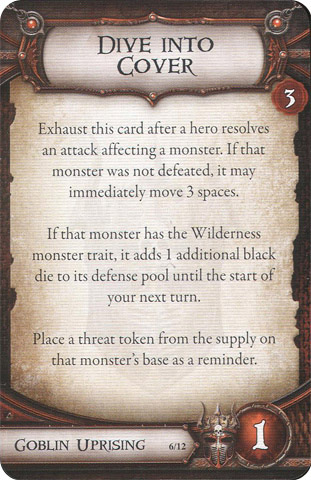 Dive into
Cover
3
Exhaust this card after a hero resolves
an attack affecting a monster. If that
monster was not defeated, it may
immediately move 3 spaces.
If that monster has the Wilderness
monster trait, it adds 1 additional black
die to its defense pool until the start of
your next turn.
Place a threat token from the supply on
that monster's base as a reminder.
Goblin Uprising
6/12
1